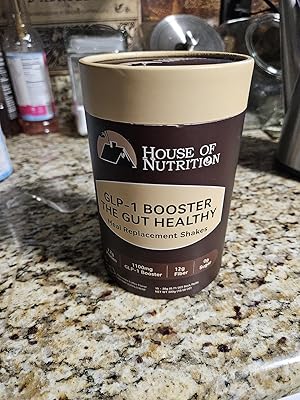 HOUSE OF
NUTRITION
GLP-1 BOOSTER
THE GUT HEALTHY
Meal Replacement Shakes
1100mg
GLP-1 Booster
12g
Fiber
0g
Sugar